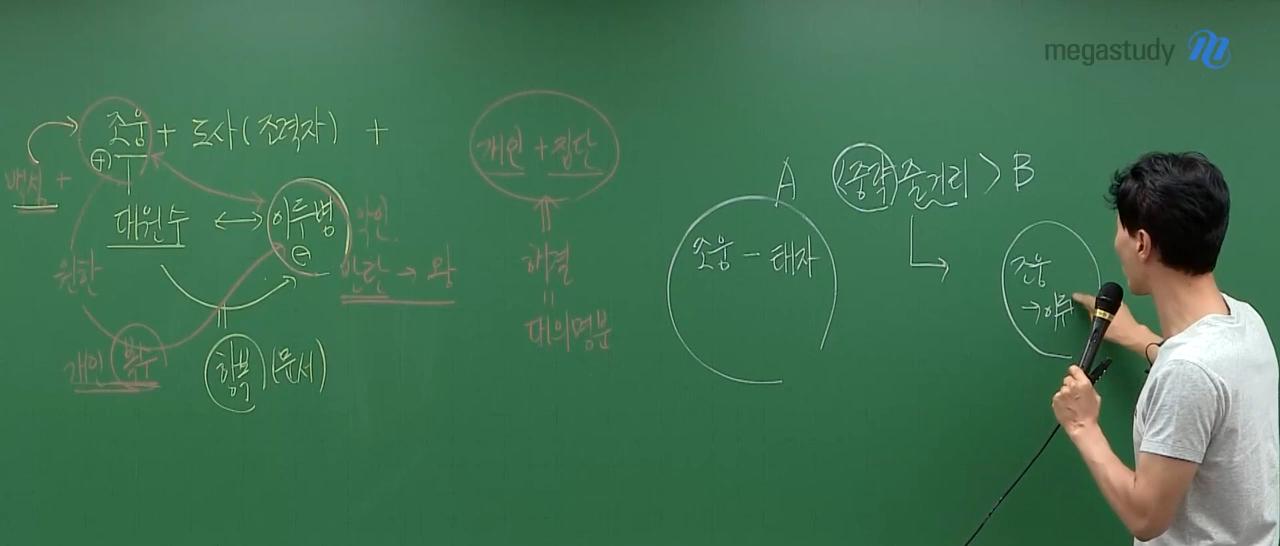 megastudy
조웅 + 도사(조력자) +
⊕
백성 +
대원수 ↔ 이두병 악인
⊖
원한
반란 → 왕
개인 복수
항복 (문서)
개인 + 집단
⇑
해결
=
대의명분
A (중략)줄거리 > B
조웅 - 태자
조웅
→ 이두